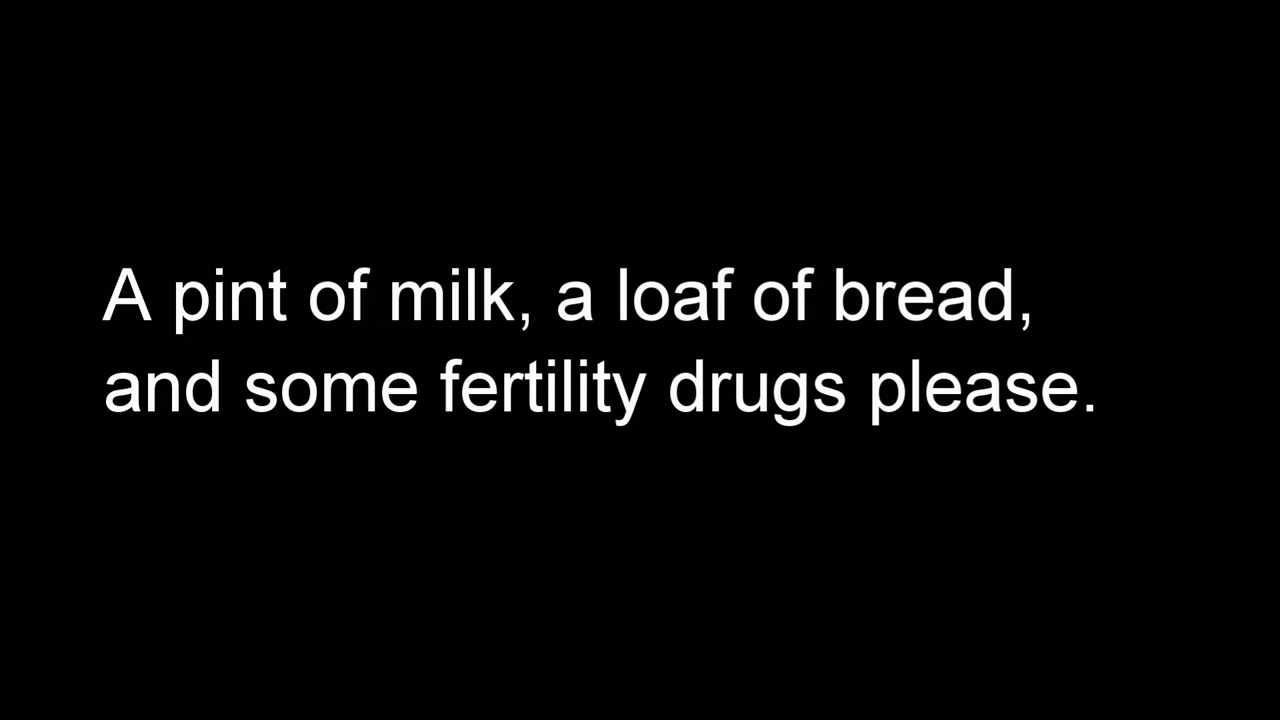 A pint of milk, a loaf of bread,
and some fertility drugs please.